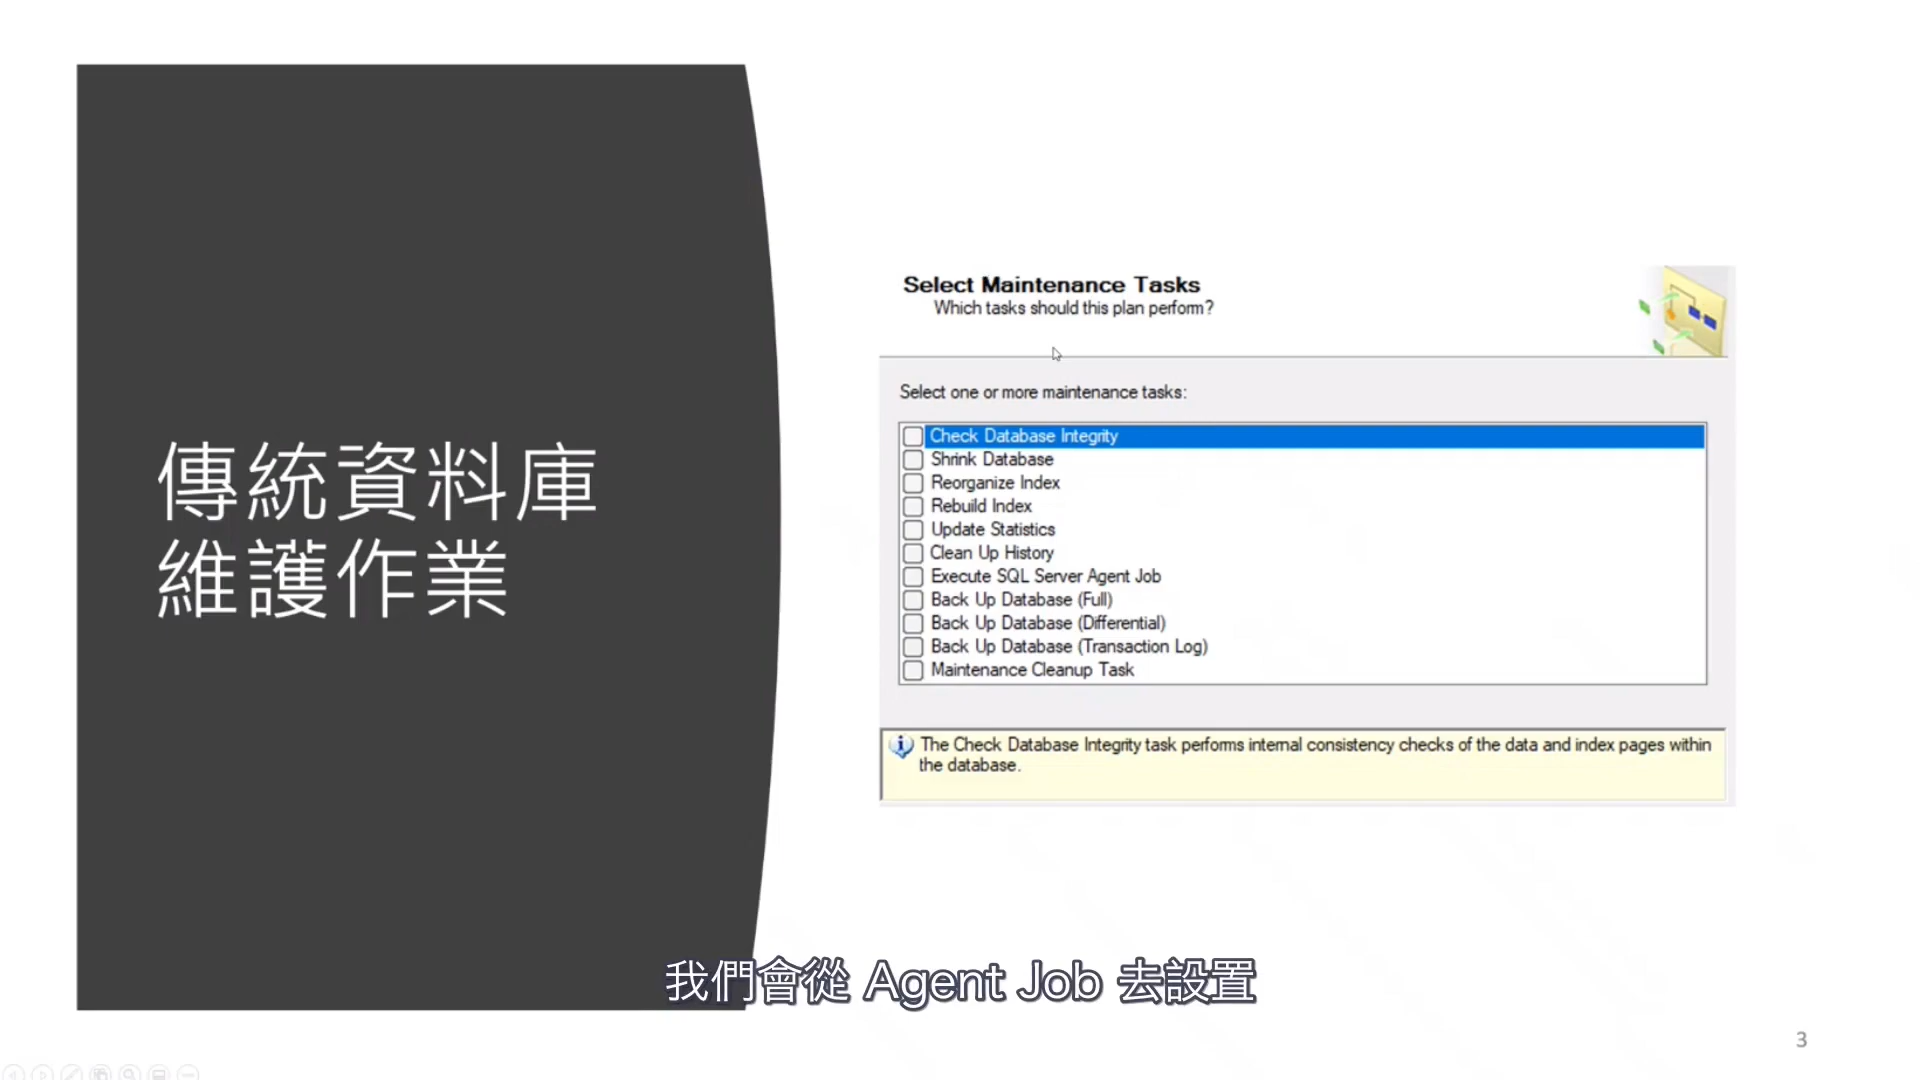 傳統資料庫
維護作業
Select Maintenance Tasks
Which tasks should this plan perform?
Select one or more maintenance tasks:
Check Database Integrity
Shrink Database
Reorganize Index
Rebuild Index
Update Statistics
Clean Up History
Execute SQL Server Agent Job
Back Up Database (Full)
Back Up Database (Differential)
Back Up Database (Transaction Log)
Maintenance Cleanup Task
The Check Database Integrity task performs internal consistency checks of the data and index pages within
the database.
我們會從 Agent Job 去設置
3